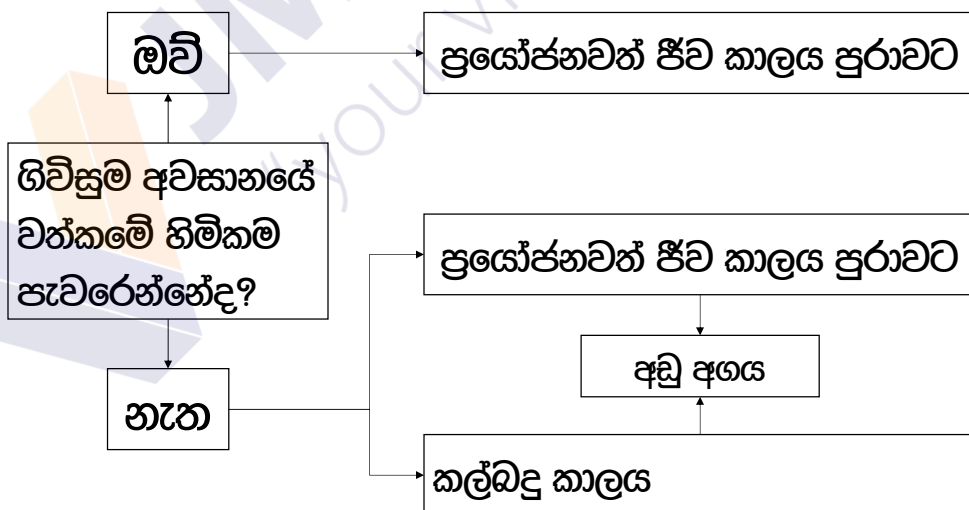 ඔව්
ප්‍රයෝජනවත් ජීව කාලය පුරාවට
ගිවිසුම අවසානයේ
වත්කමේ හිමිකම
පැවරෙන්නේද?
ප්‍රයෝජනවත් ජීව කාලය පුරාවට
අඩු අගය
නැත
කල්බදු කාලය